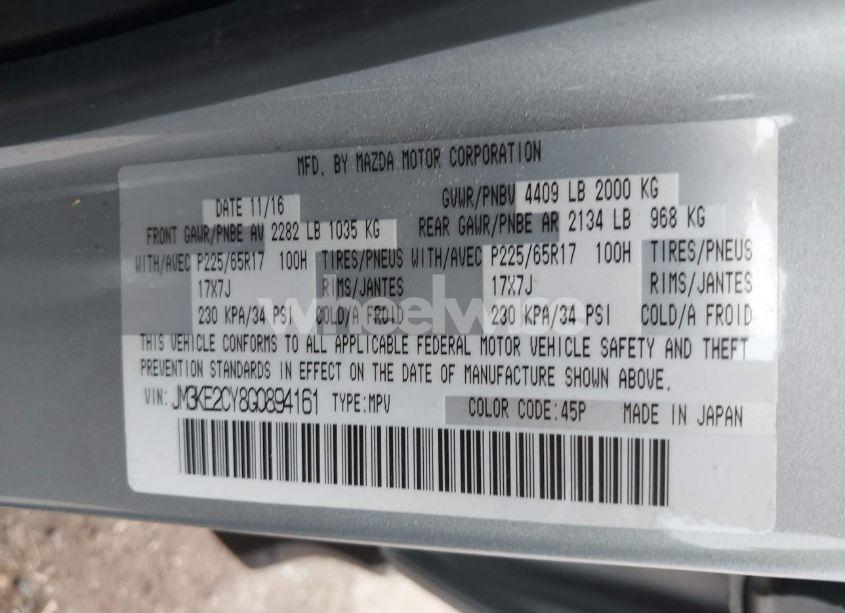 MFD. BY MAZDA MOTOR CORPORATION
DATE 11/16 GVWR/PNBV 4409 LB 2000 KG
FRONT GAWR/PNBE AV 2282 LB 1035 KG REAR GAWR/PNBE AR 2134 LB 968 KG
WITH/AVEC P225/65R17 100H TIRES/PNEUS WITH/AVEC P225/65R17 100H TIRES/PNEUS
17X7J RIMS/JANTES 17X7J RIMS/JANTES
230 KPA/34 PSI COLD/A FROID 230 KPA/34 PSI COLD/A FROID
wheelwise
THIS VEHICLE CONFORMS TO ALL APPLICABLE FEDERAL MOTOR VEHICLE SAFETY AND THEFT
PREVENTION STANDARDS IN EFFECT ON THE DATE OF MANUFACTURE SHOWN ABOVE.
VIN: JM3KE2CY8G0894161 TYPE:MPV COLOR CODE:45P MADE IN JAPAN